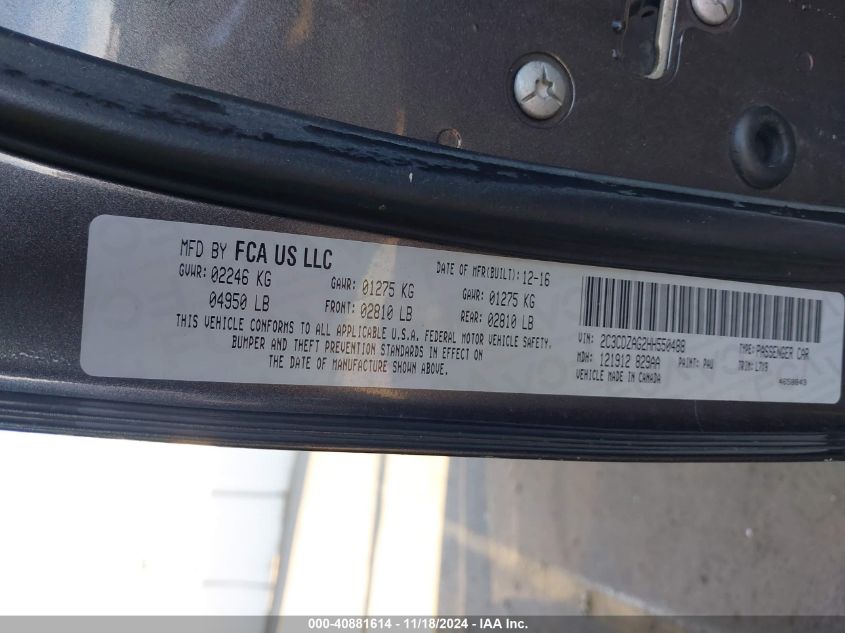 MFD BY FCA US LLC
GVWR: 02246 KG
04950 LB
GAWR: 01275 KG
FRONT: 02810 LB
DATE OF MFR(BUILT): 12-16
GAWR: 01275 KG
REAR: 02810 LB
THIS VEHICLE CONFORMS TO ALL APPLICABLE U.S.A. FEDERAL MOTOR VEHICLE SAFETY,
BUMPER AND THEFT PREVENTION STANDARDS IN EFFECT ON
THE DATE OF MANUFACTURE SHOWN ABOVE.
VIN: 2C3CDZAG2HH550488 TYPE: PASSENGER CAR
MDH: 121912 829AA PAINT: PAU TRIM: L7X9
VEHICLE MADE IN CANADA 4658843
000-40881614 — 11/18/2024 — IAA Inc.